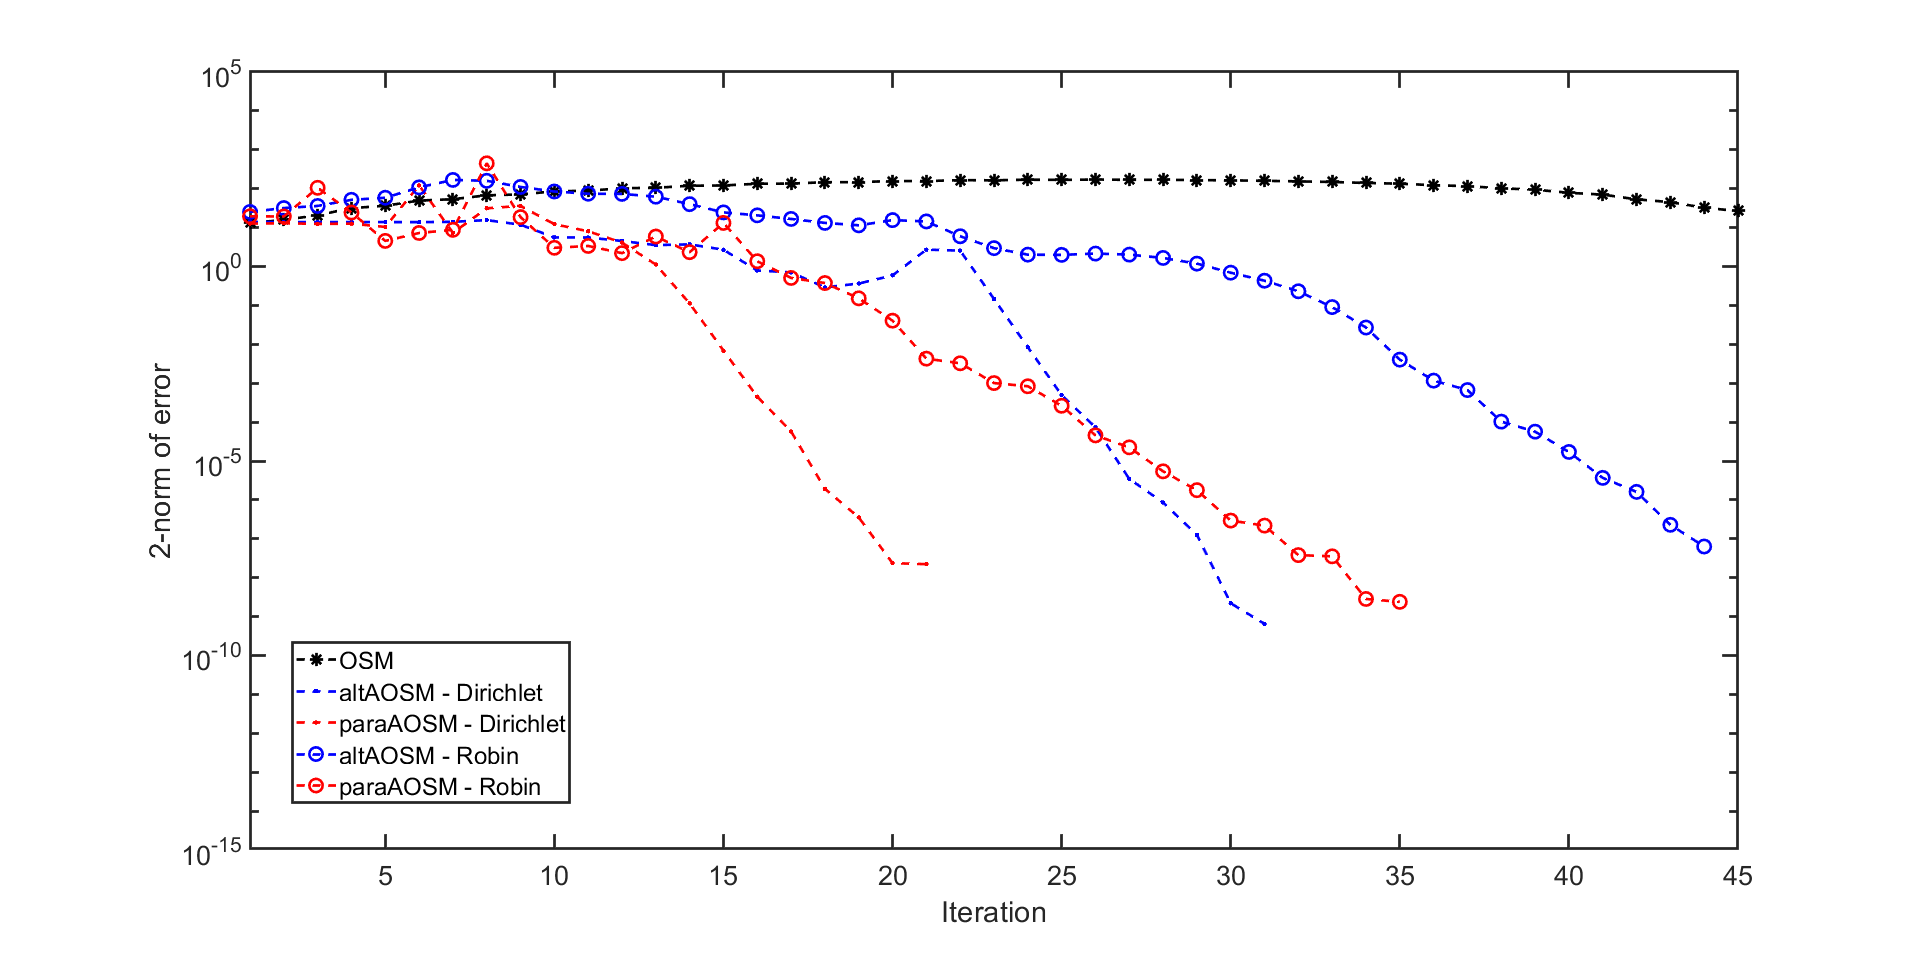 10^5
10^0
10^-5
10^-10
10^-15
2-norm of error
OSM
altAOSM - Dirichlet
paraAOSM - Dirichlet
altAOSM - Robin
paraAOSM - Robin
5 10 15 20 25 30 35 40 45
Iteration